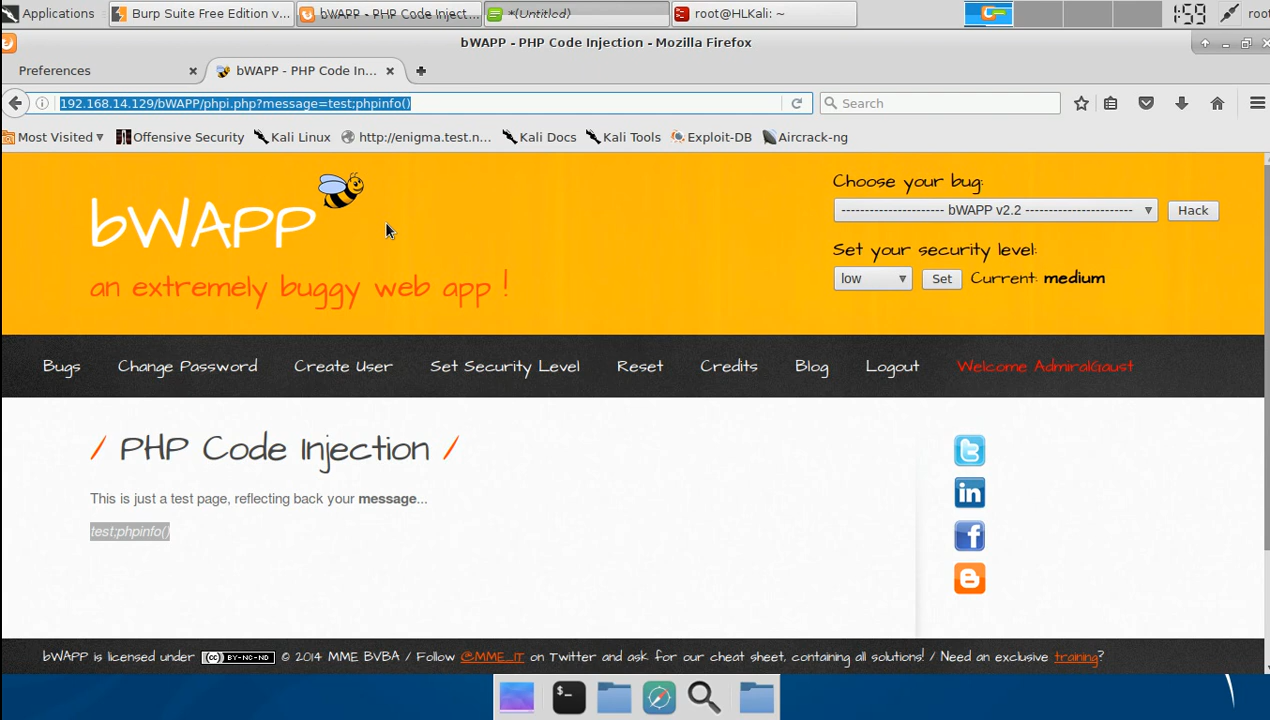 Applications
Burp Suite Free Edition v...
bWAPP - PHP Code Inject...
*(Untitled)
root@HLKali: ~
1:59
root
bWAPP - PHP Code Injection - Mozilla Firefox
Preferences
bWAPP - PHP Code In...
192.168.14.129/bWAPP/phpi.php?message=test;phpinfo()
Search
Most Visited
Offensive Security
Kali Linux
http://enigma.test.n...
Kali Docs
Kali Tools
Exploit-DB
Aircrack-ng
bWAPP
an extremely buggy web app !
Choose your bug:
---------------------- bWAPP v2.2 -----------------------
Hack
Set your security level:
low
Set
Current: medium
Bugs
Change Password
Create User
Set Security Level
Reset
Credits
Blog
Logout
Welcome AdmiralGaust
/ PHP Code Injection /
This is just a test page, reflecting back your message...
test;phpinfo()
bWAPP is licensed under (cc) BY-NC-ND © 2014 MME BVBA / Follow @MME_IT on Twitter and ask for our cheat sheet, containing all solutions! / Need an exclusive training?